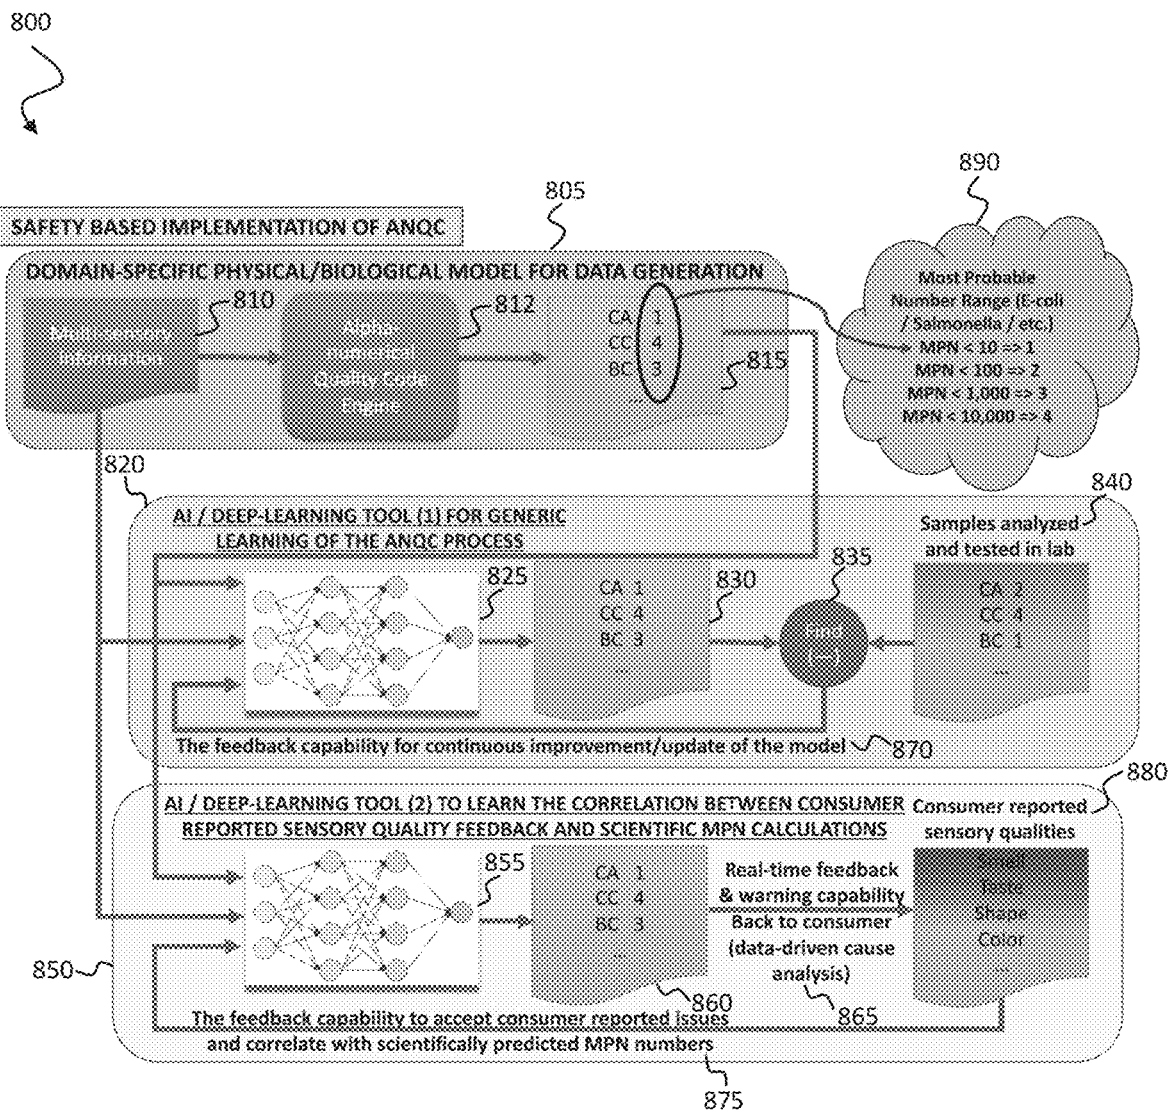 800
890
805
SAFETY BASED IMPLEMENTATION OF ANQC
DOMAIN-SPECIFIC PHYSICAL/BIOLOGICAL MODEL FOR DATA GENERATION
810
812
Information
numerical
Quality Code
Engine
CA 1
CC 4
BC 3
...
815
Most Probable
Number Range (E-coli
/ Salmonella / etc.)
MPN < 10 => 1
MPN < 100 => 2
MPN < 1,000 => 3
MPN < 10,000 => 4
820
AI / DEEP-LEARNING TOOL (1) FOR GENERIC
LEARNING OF THE ANQC PROCESS
825
CA 1
CC 4
BC 3
...
830
835
Find
840
Samples analyzed
and tested in lab
CA 2
CC 4
BC 1
...
The feedback capability for continuous improvement/update of the model
870
880
AI / DEEP-LEARNING TOOL (2) TO LEARN THE CORRELATION BETWEEN CONSUMER
REPORTED SENSORY QUALITY FEEDBACK AND SCIENTIFIC MPN CALCULATIONS
Consumer reported
sensory qualities
855
CA 1
CC 4
BC 3
...
Real-time feedback
& warning capability
Back to consumer
(data-driven cause
analysis)
Smell
Taste
Shape
Color
...
850
860
865
The feedback capability to accept consumer reported issues
and correlate with scientifically predicted MPN numbers
875